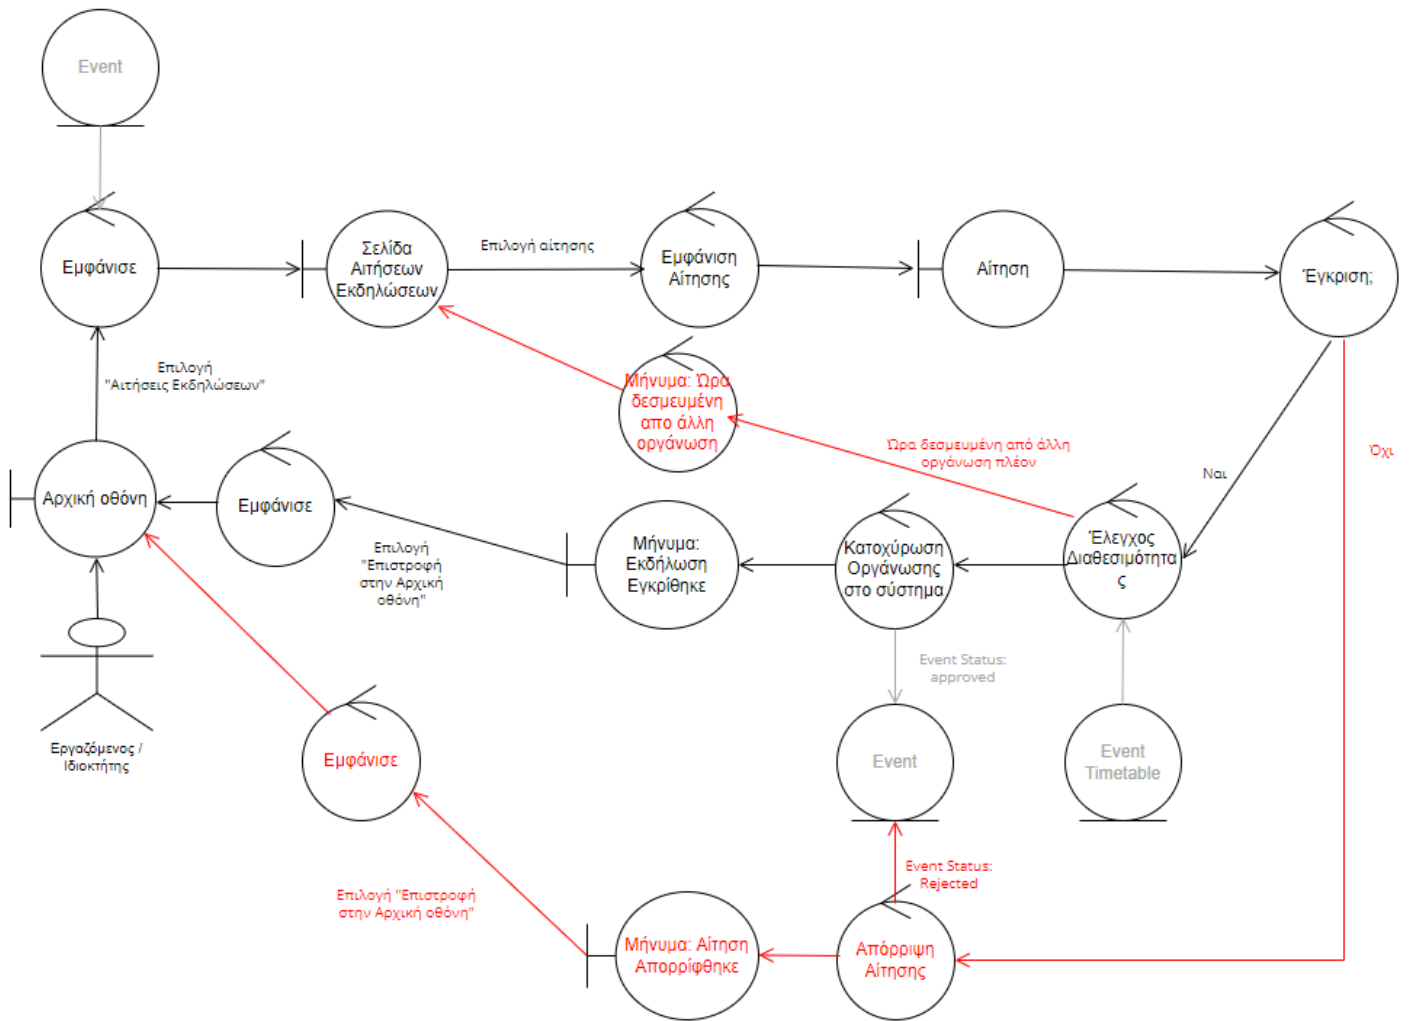 Event
Εμφάνισε
Σελίδα
Αιτήσεων
Εκδηλώσεων
Επιλογή αίτησης
Εμφάνιση
Αίτησης
Αίτηση
Έγκριση;
Επιλογή
"Αιτήσεις Εκδηλώσεων"
Μήνυμα: Ώρα
δεσμευμένη
απο άλλη
οργάνωση
Ώρα δεσμευμένη από άλλη
οργάνωση πλέον
Όχι
Ναι
Αρχική οθόνη
Εμφάνισε
Επιλογή
"Επιστροφή
στην Αρχική
οθόνη"
Μήνυμα:
Εκδήλωση
Εγκρίθηκε
Κατοχύρωση
Οργάνωσης
στο σύστημα
Έλεγχος
Διαθεσιμότητα
ς
Event Status:
approved
Εργαζόμενος /
Ιδιοκτήτης
Εμφάνισε
Event
Event
Timetable
Event Status:
Rejected
Επιλογή "Επιστροφή
στην Αρχική οθόνη"
Μήνυμα: Αίτηση
Απορρίφθηκε
Απόρριψη
Αίτησης